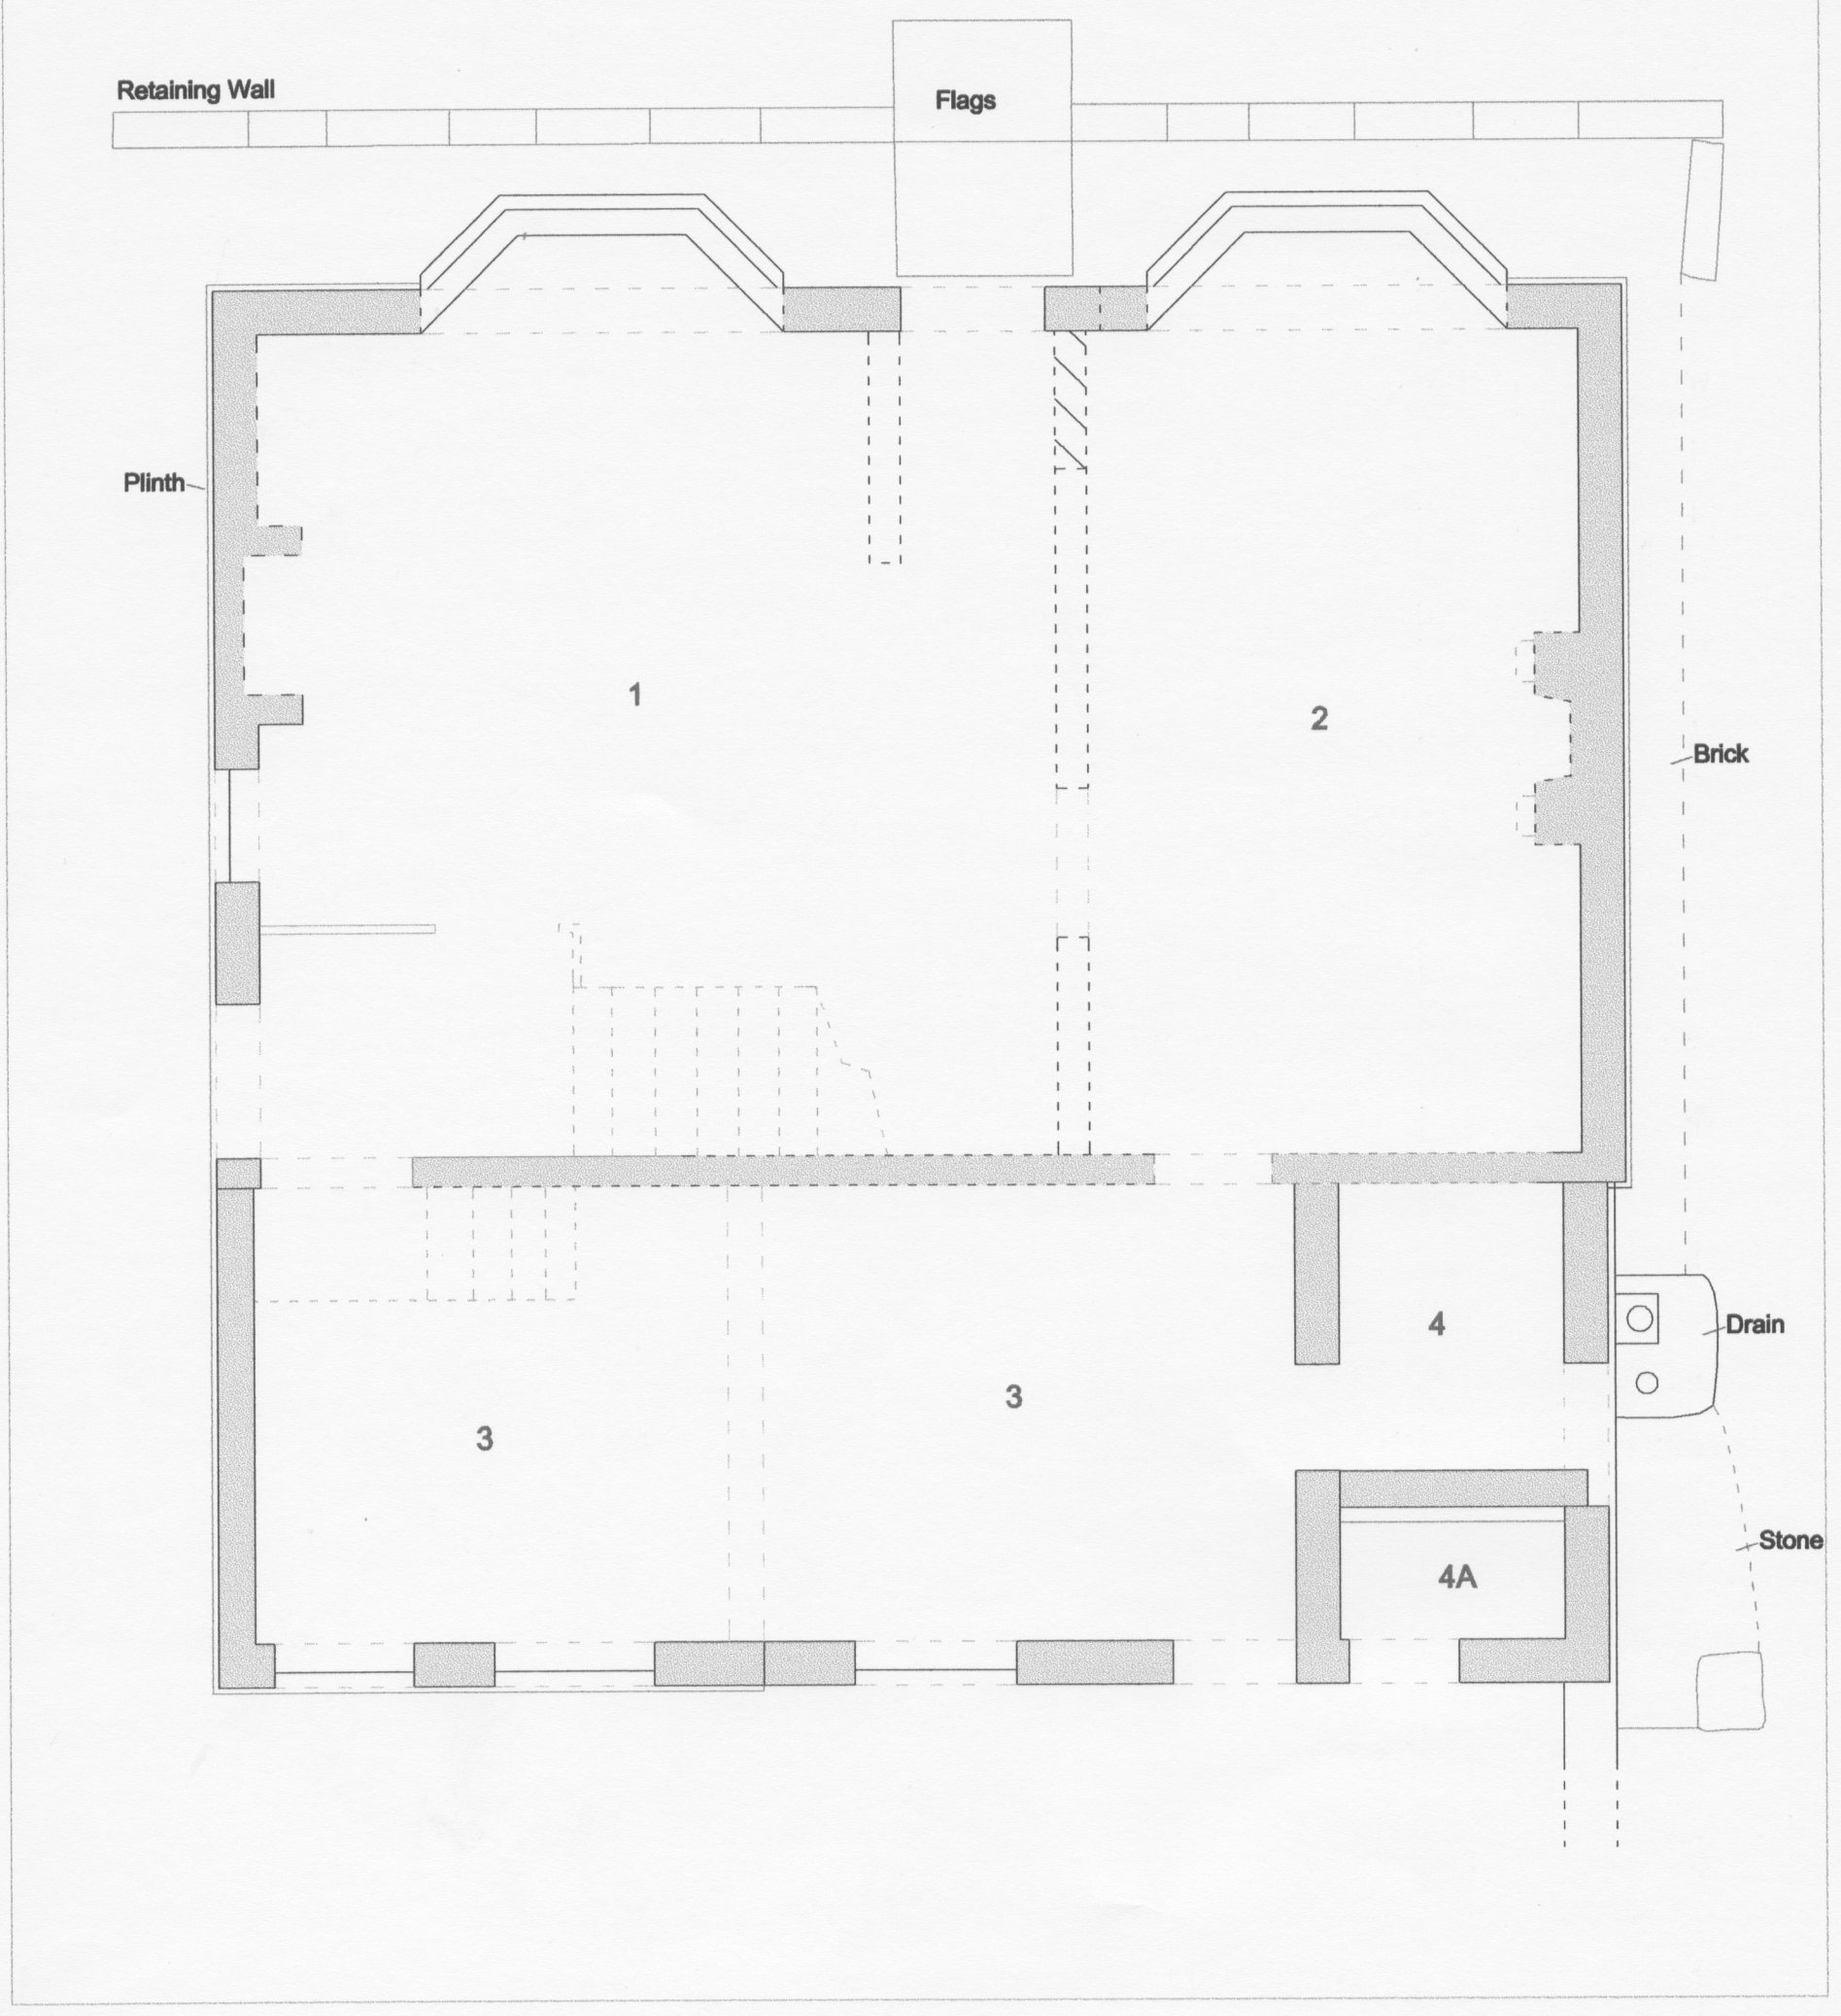 Retaining Wall
Flags
Plinth
1
2
Brick
4
Drain
3
3
Stone
4A